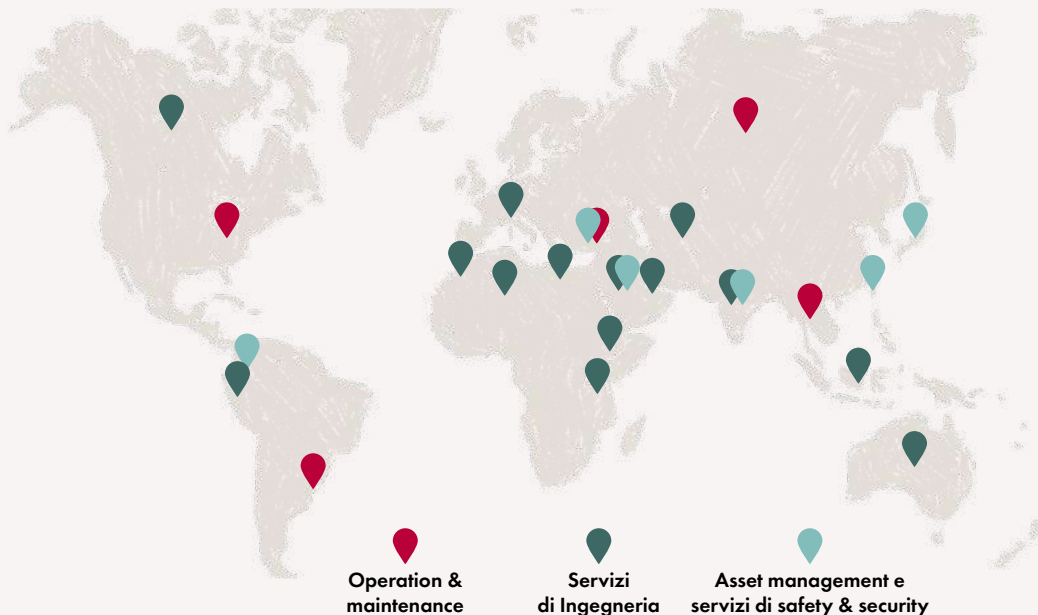 Operation &
maintenance
Servizi
di Ingegneria
Asset management e
servizi di safety & security